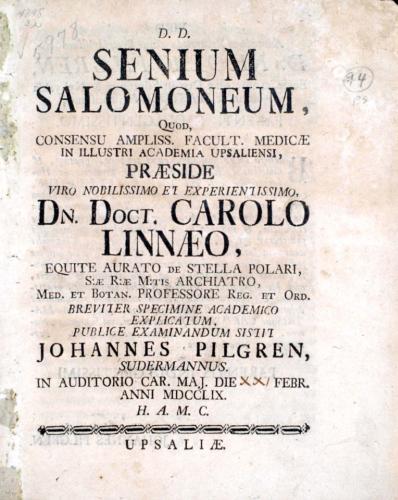 D. D.
SENIUM
SALOMONEUM,
QUOD,
CONSENSU AMPLISS. FACULT. MEDICÆ
IN ILLUSTRI ACADEMIA UPSALIENSI,
PRÆSIDE
VIRO NOBILISSIMO ET EXPERIENTISSIMO,
DN. DOCT. CAROLO
LINNÆO,
EQUITE AURATO DE STELLA POLARI,
S:Æ R:Æ M:TIS ARCHIATRO,
MED. ET BOTAN. PROFESSORE REG. ET ORD.
BREVITER SPECIMINE ACADEMICO
EXPLICATUM,
PUBLICE EXAMINANDUM SISTIT
JOHANNES PILGREN,
SUDERMANNUS.
IN AUDITORIO CAR. MAJ. DIE XXI FEBR.
ANNI MDCCLIX.
H. A. M. C.
UPSALIÆ.